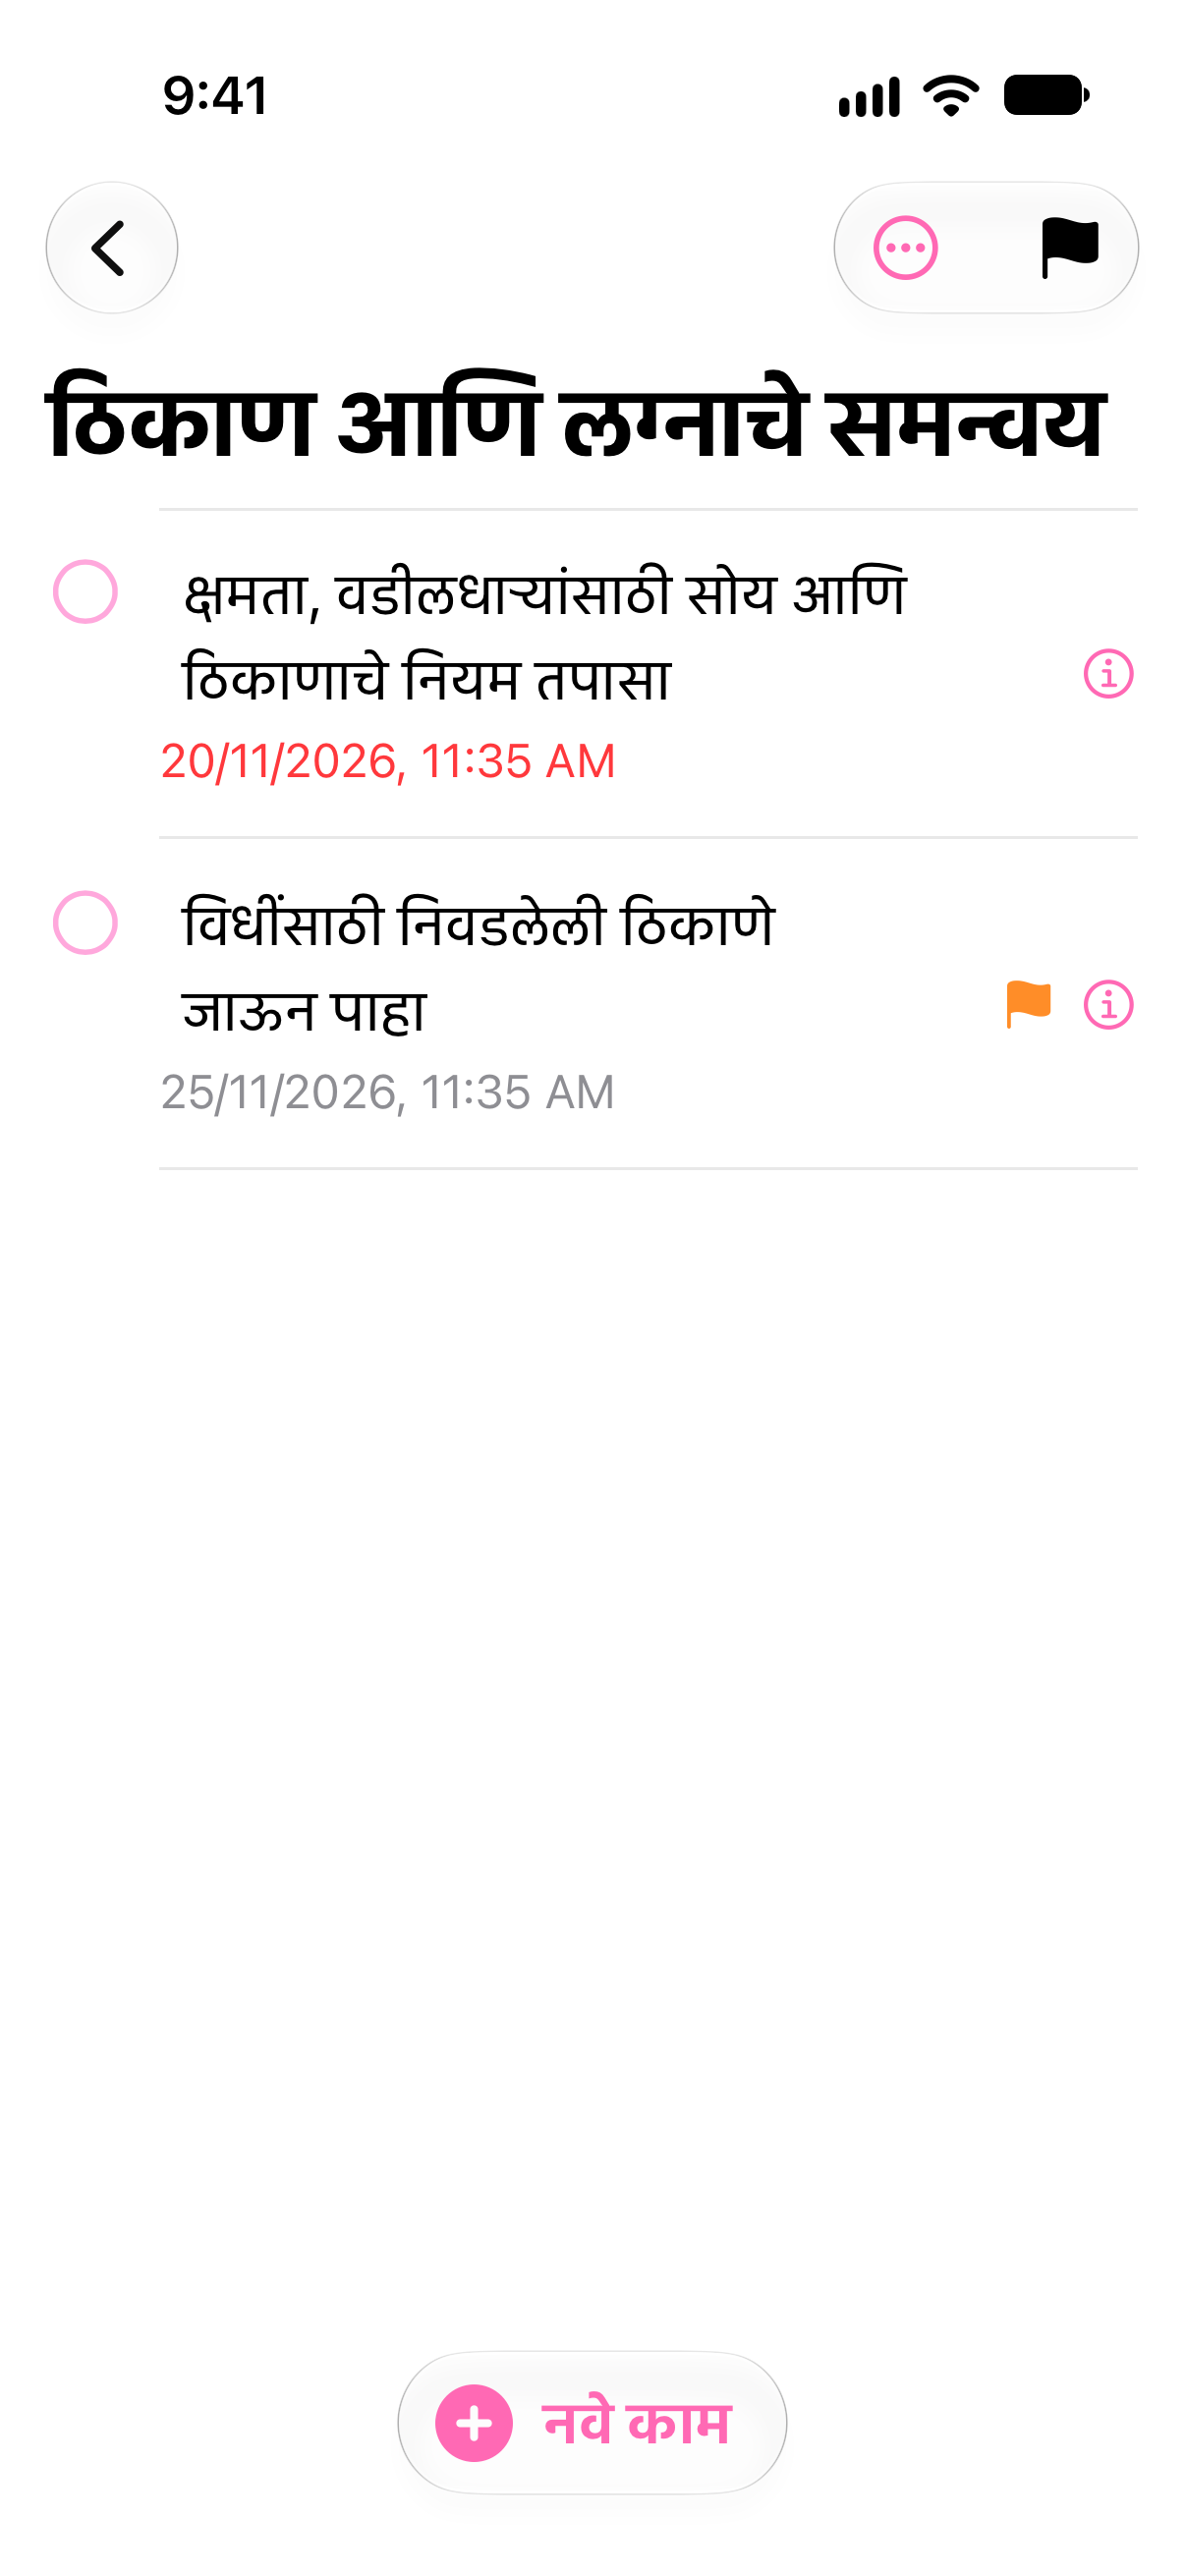 9:41
ठिकाण आणि लग्नाचे समन्वय
क्षमता, वडीलधाऱ्यांसाठी सोय आणि
ठिकाणाचे नियम तपासा
20/11/2026, 11:35 AM
विधींसाठी निवडलेली ठिकाणे
जाऊन पाहा
25/11/2026, 11:35 AM
नवे काम